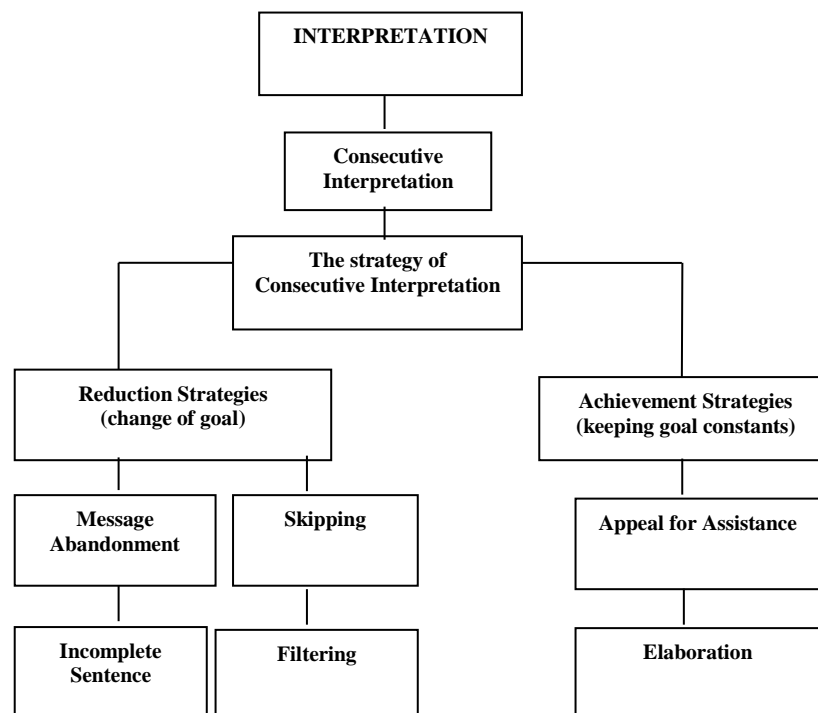 INTERPRETATION
Consecutive
Interpretation
The strategy of
Consecutive Interpretation
Reduction Strategies
(change of goal)
Achievement Strategies
(keeping goal constants)
Message
Abandonment
Skipping
Appeal for Assistance
Incomplete
Sentence
Filtering
Elaboration